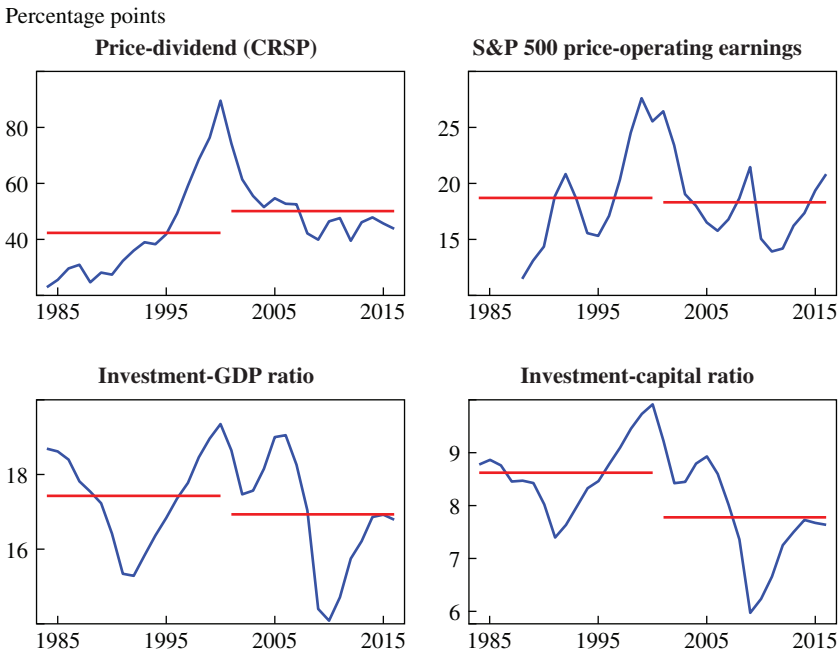 Percentage points
Price-dividend (CRSP)
80
60
40
1985 1995 2005 2015
S&P 500 price-operating earnings
25
20
15
1985 1995 2005 2015
Investment-GDP ratio
18
16
1985 1995 2005 2015
Investment-capital ratio
9
8
7
6
1985 1995 2005 2015